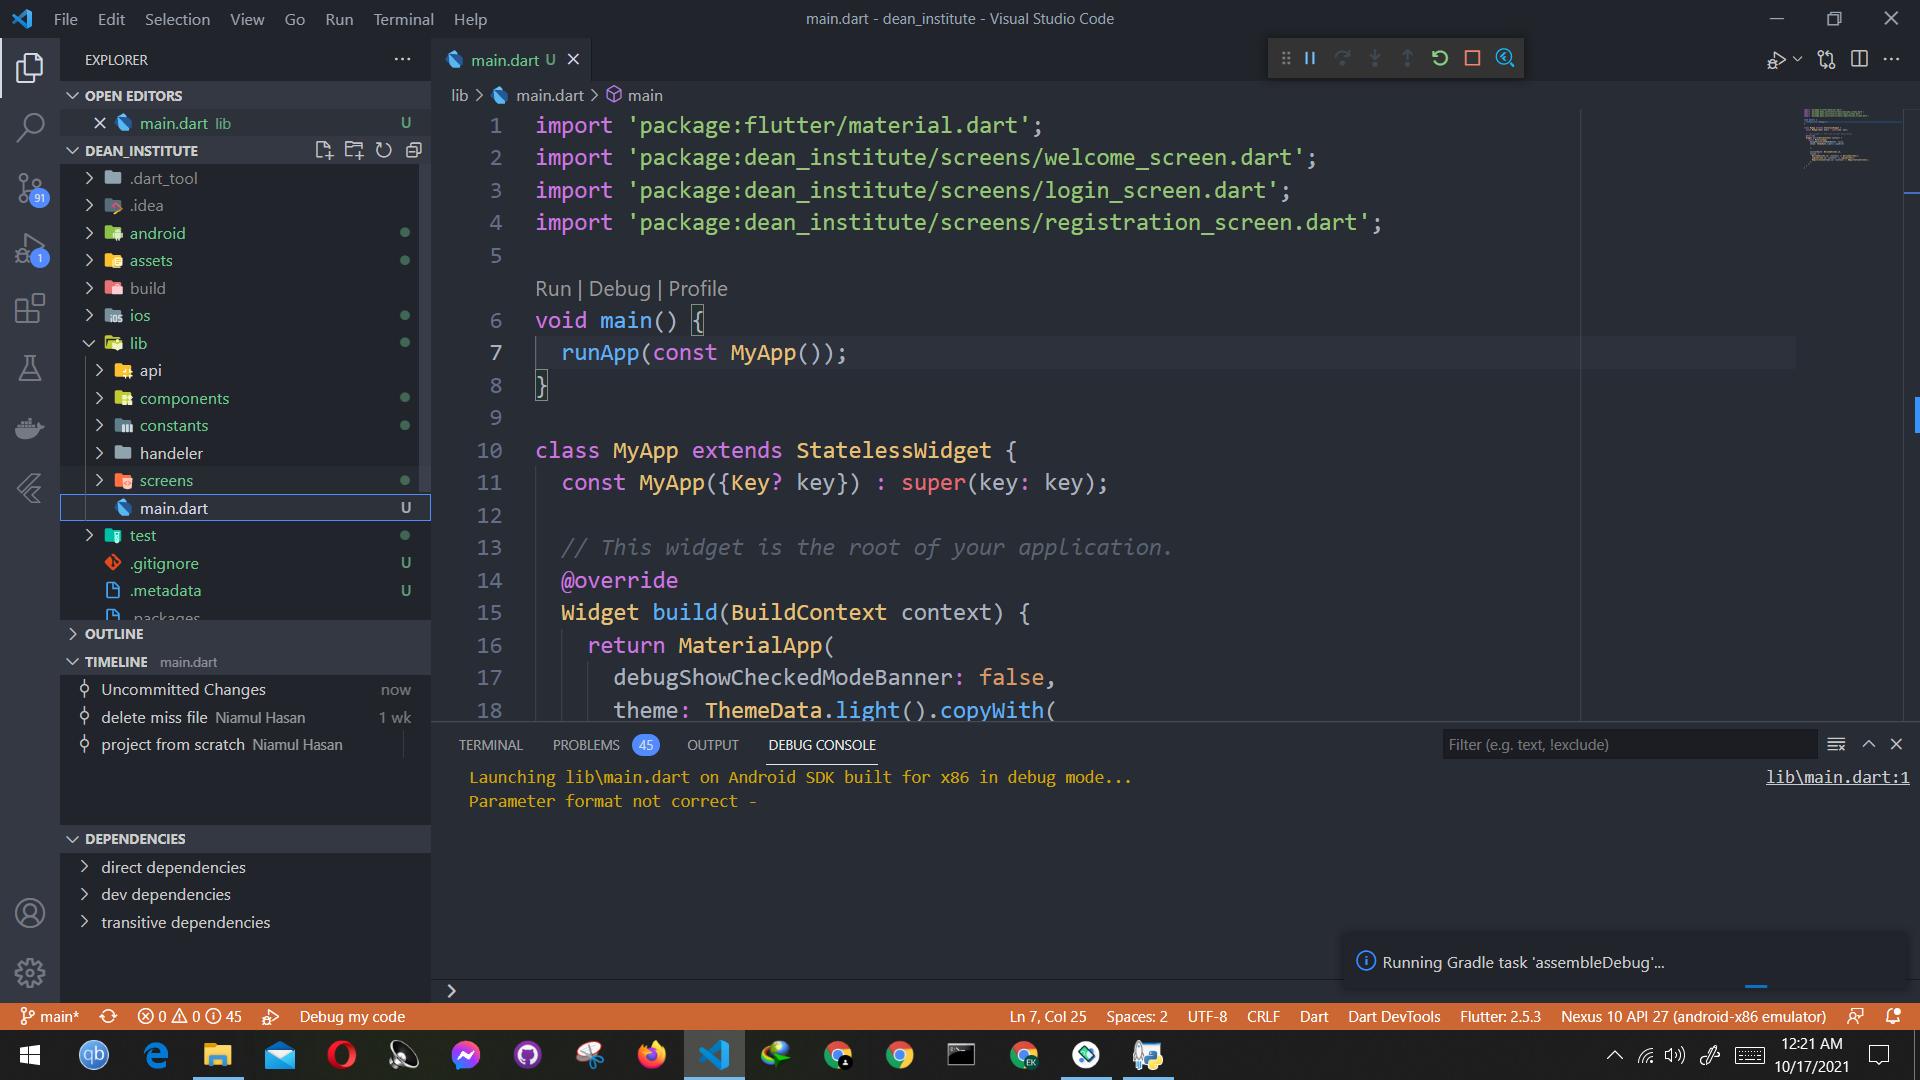 File Edit Selection View Go Run Terminal Help
main.dart - dean_institute - Visual Studio Code
EXPLORER
OPEN EDITORS
main.dart lib U
DEAN_INSTITUTE
.dart_tool
.idea
android
assets
build
ios
lib
api
components
constants
handeler
screens
main.dart U
test
.gitignore U
.metadata U
.packages
OUTLINE
TIMELINE main.dart
Uncommitted Changes now
delete miss file Niamul Hasan 1 wk
project from scratch Niamul Hasan
DEPENDENCIES
direct dependencies
dev dependencies
transitive dependencies
91
1
main.dart U
lib > main.dart > main
1 import 'package:flutter/material.dart';
2 import 'package:dean_institute/screens/welcome_screen.dart';
3 import 'package:dean_institute/screens/login_screen.dart';
4 import 'package:dean_institute/screens/registration_screen.dart';
5
Run | Debug | Profile
6 void main() {
7 runApp(const MyApp());
8 }
9
10 class MyApp extends StatelessWidget {
11 const MyApp({Key? key}) : super(key: key);
12
13 // This widget is the root of your application.
14 @override
15 Widget build(BuildContext context) {
16 return MaterialApp(
17 debugShowCheckedModeBanner: false,
18 theme: ThemeData.light().copyWith(
TERMINAL PROBLEMS 45 OUTPUT DEBUG CONSOLE
Filter (e.g. text, !exclude)
Launching lib\main.dart on Android SDK built for x86 in debug mode...
lib\main.dart:1
Parameter format not correct -
Running Gradle task 'assembleDebug'...
main* 0 0 45 Debug my code
Ln 7, Col 25 Spaces: 2 UTF-8 CRLF Dart Dart DevTools Flutter: 2.5.3 Nexus 10 API 27 (android-x86 emulator)
qb
EK
12:21 AM
10/17/2021